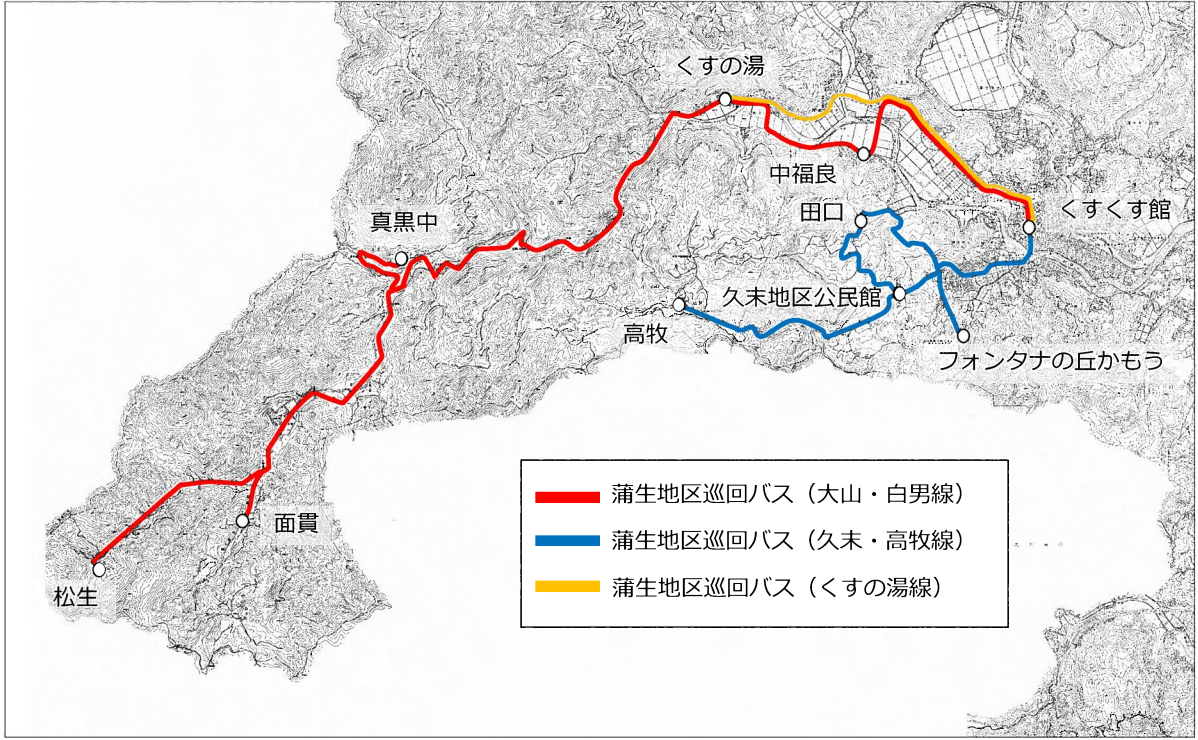 くすの湯
中福良
田口
くすくす館
真黒中
久末地区公民館
高牧
フォンタナの丘かもう
蒲生地区巡回バス（大山・白男線）
蒲生地区巡回バス（久末・高牧線）
蒲生地区巡回バス（くすの湯線）
面貫
松生